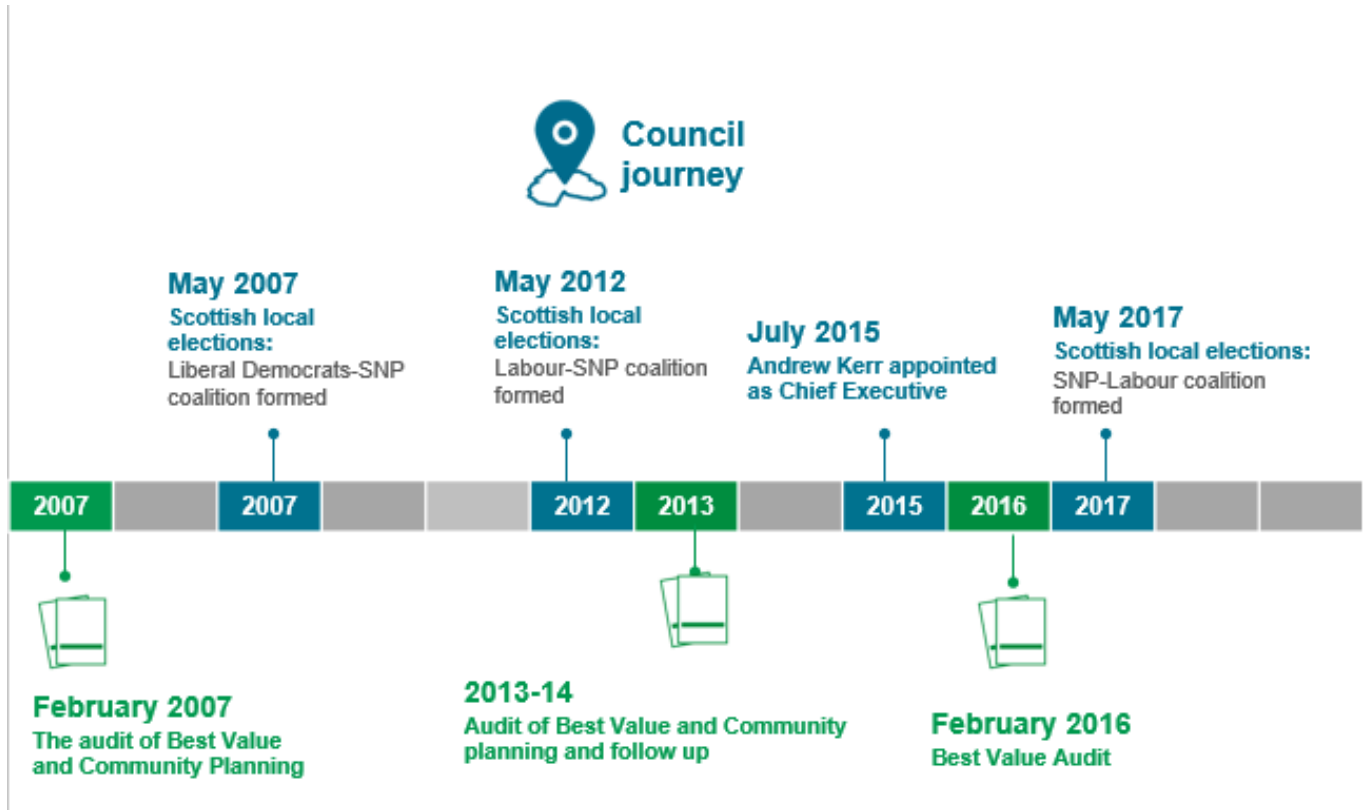 Council
journey
May 2007
Scottish local
elections:
Liberal Democrats-SNP
coalition formed
May 2012
Scottish local
elections:
Labour-SNP coalition
formed
July 2015
Andrew Kerr appointed
as Chief Executive
May 2017
Scottish local elections:
SNP-Labour coalition
formed
2007
2007
2012
2013
2015
2016
2017
February 2007
The audit of Best Value
and Community Planning
2013-14
Audit of Best Value and Community
planning and follow up
February 2016
Best Value Audit